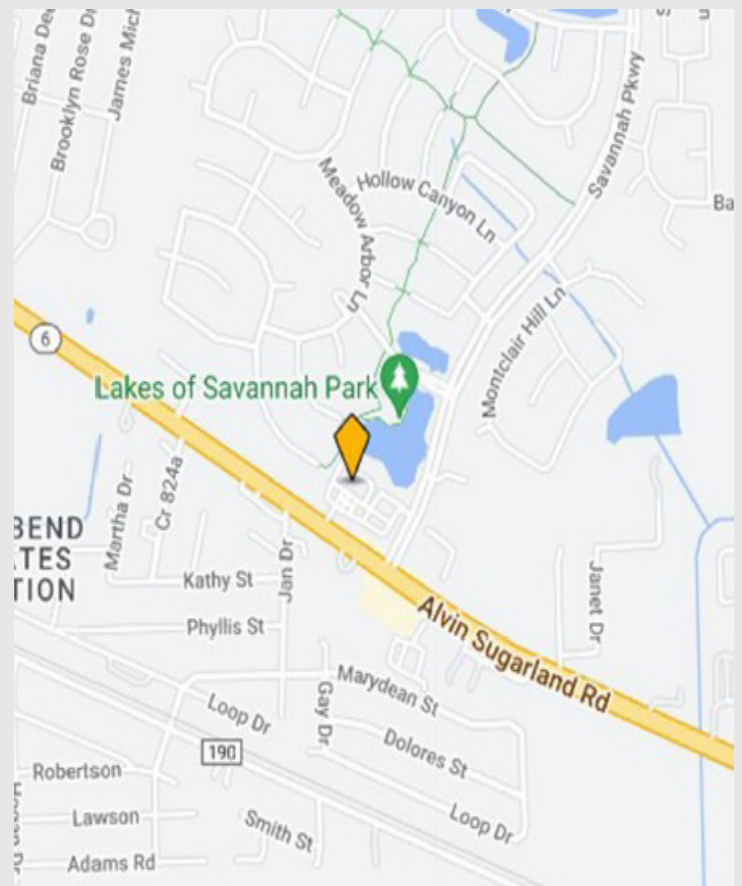 Briana De
Brooklyn Rose D
James Mich
Savannah Pkwy
Hollow Canyon Ln
Meadow Arbor Ln
Ba
Montclair Hill Ln
6
Lakes of Savannah Park
Martha Dr
Cr 824a
BEND
ATES
TION
Jan Dr
Kathy St
Janet Dr
Phyllis St
Alvin Sugarland Rd
Marydean St
Gay Dr
Loop Dr
190
Dolores St
Robertson
Loop Dr
Lawson
Smith St
Adams Rd